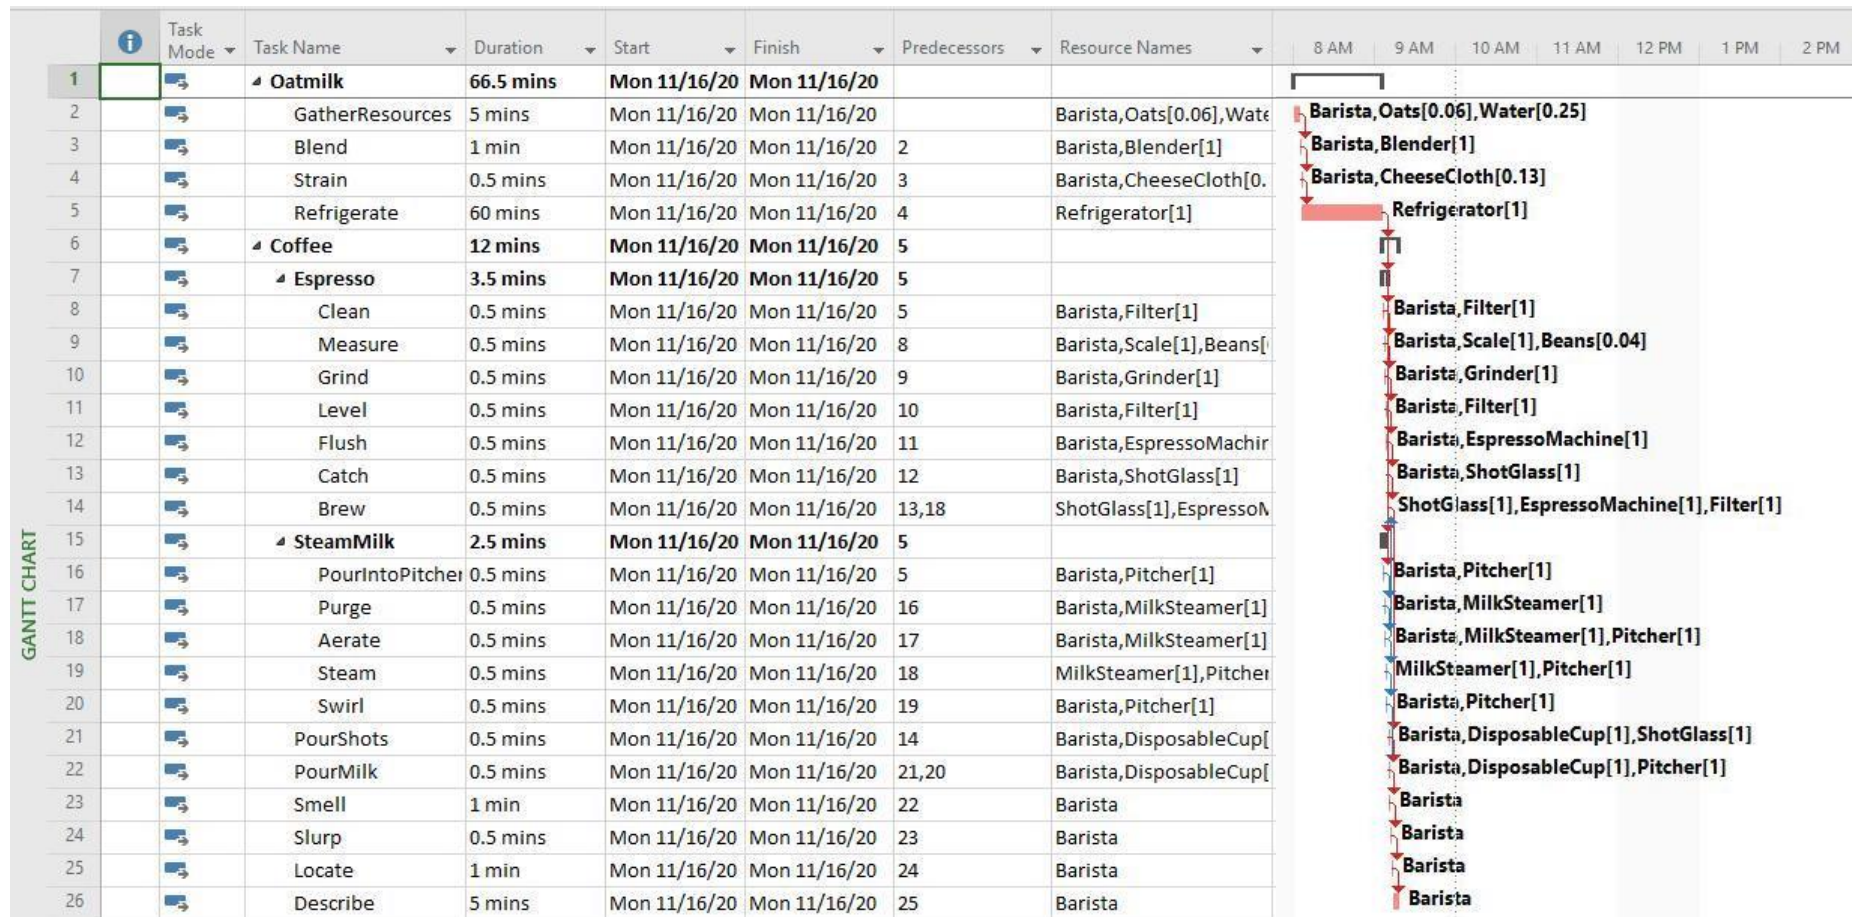 Task Mode Task Name Duration Start Finish Predecessors Resource Names 8 AM 9 AM 10 AM 11 AM 12 PM 1 PM 2 PM
1 Oatmilk 66.5 mins Mon 11/16/20 Mon 11/16/20
2 GatherResources 5 mins Mon 11/16/20 Mon 11/16/20 Barista,Oats[0.06],Wate Barista,Oats[0.06],Water[0.25]
3 Blend 1 min Mon 11/16/20 Mon 11/16/20 2 Barista,Blender[1] Barista,Blender[1]
4 Strain 0.5 mins Mon 11/16/20 Mon 11/16/20 3 Barista,CheeseCloth[0. Barista,CheeseCloth[0.13]
5 Refrigerate 60 mins Mon 11/16/20 Mon 11/16/20 4 Refrigerator[1] Refrigerator[1]
6 Coffee 12 mins Mon 11/16/20 Mon 11/16/20 5
7 Espresso 3.5 mins Mon 11/16/20 Mon 11/16/20 5
8 Clean 0.5 mins Mon 11/16/20 Mon 11/16/20 5 Barista,Filter[1] Barista,Filter[1]
9 Measure 0.5 mins Mon 11/16/20 Mon 11/16/20 8 Barista,Scale[1],Beans[ Barista,Scale[1],Beans[0.04]
10 Grind 0.5 mins Mon 11/16/20 Mon 11/16/20 9 Barista,Grinder[1] Barista,Grinder[1]
11 Level 0.5 mins Mon 11/16/20 Mon 11/16/20 10 Barista,Filter[1] Barista,Filter[1]
12 Flush 0.5 mins Mon 11/16/20 Mon 11/16/20 11 Barista,EspressoMachir Barista,EspressoMachine[1]
13 Catch 0.5 mins Mon 11/16/20 Mon 11/16/20 12 Barista,ShotGlass[1] Barista,ShotGlass[1]
14 Brew 0.5 mins Mon 11/16/20 Mon 11/16/20 13,18 ShotGlass[1],EspressoM ShotGlass[1],EspressoMachine[1],Filter[1]
15 SteamMilk 2.5 mins Mon 11/16/20 Mon 11/16/20 5
16 PourIntoPitcher 0.5 mins Mon 11/16/20 Mon 11/16/20 5 Barista,Pitcher[1] Barista,Pitcher[1]
17 Purge 0.5 mins Mon 11/16/20 Mon 11/16/20 16 Barista,MilkSteamer[1] Barista,MilkSteamer[1]
18 Aerate 0.5 mins Mon 11/16/20 Mon 11/16/20 17 Barista,MilkSteamer[1] Barista,MilkSteamer[1],Pitcher[1]
19 Steam 0.5 mins Mon 11/16/20 Mon 11/16/20 18 MilkSteamer[1],Pitcher MilkSteamer[1],Pitcher[1]
20 Swirl 0.5 mins Mon 11/16/20 Mon 11/16/20 19 Barista,Pitcher[1] Barista,Pitcher[1]
21 PourShots 0.5 mins Mon 11/16/20 Mon 11/16/20 14 Barista,DisposableCup[ Barista,DisposableCup[1],ShotGlass[1]
22 PourMilk 0.5 mins Mon 11/16/20 Mon 11/16/20 21,20 Barista,DisposableCup[ Barista,DisposableCup[1],Pitcher[1]
23 Smell 1 min Mon 11/16/20 Mon 11/16/20 22 Barista Barista
24 Slurp 0.5 mins Mon 11/16/20 Mon 11/16/20 23 Barista Barista
25 Locate 1 min Mon 11/16/20 Mon 11/16/20 24 Barista Barista
26 Describe 5 mins Mon 11/16/20 Mon 11/16/20 25 Barista Barista
GANTT CHART